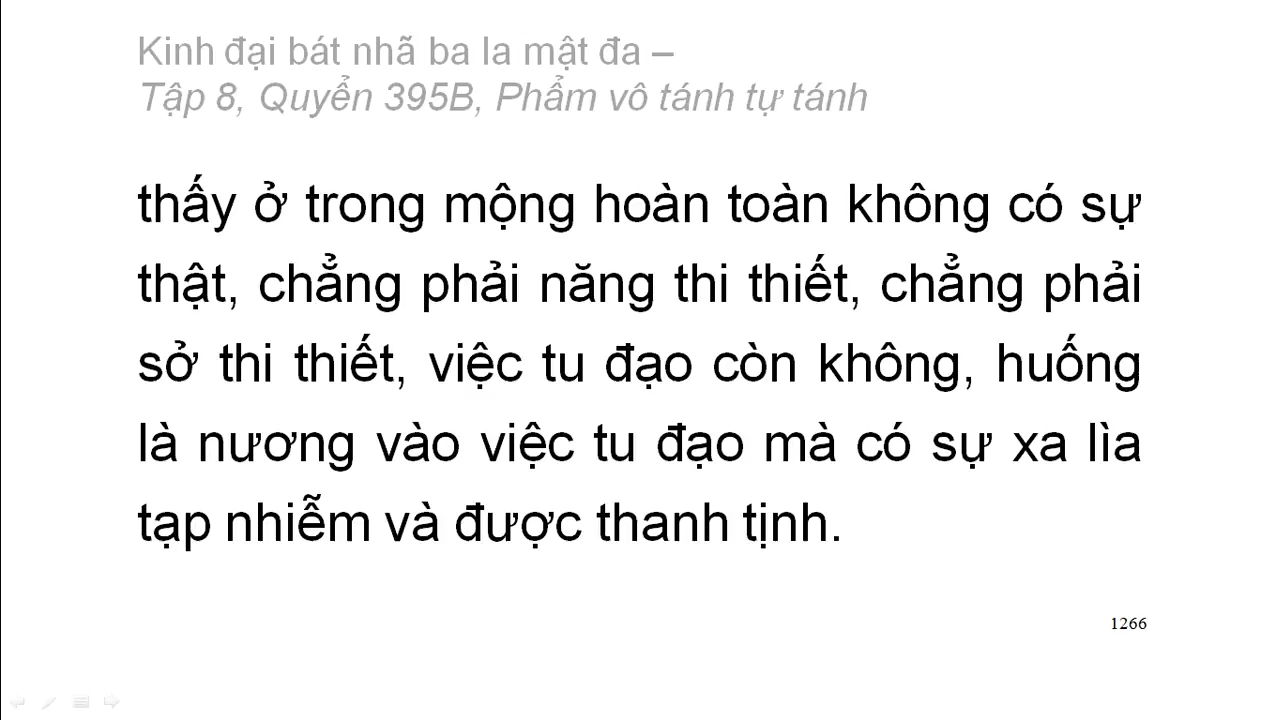 Kinh đại bát nhã ba la mật đa –
Tập 8, Quyển 395B, Phẩm vô tánh tự tánh
thấy ở trong mộng hoàn toàn không có sự
thật, chẳng phải năng thi thiết, chẳng phải
sở thi thiết, việc tu đạo còn không, huống
là nương vào việc tu đạo mà có sự xa lìa
tạp nhiễm và được thanh tịnh.
1266